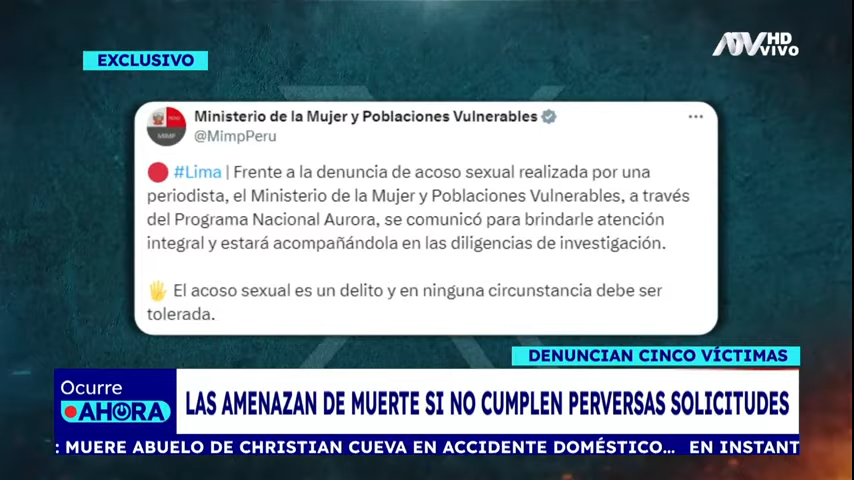 EXCLUSIVO
ATV HD
VIVO
Ministerio de la Mujer y Poblaciones Vulnerables
@MimpPeru
#Lima | Frente a la denuncia de acoso sexual realizada por una
periodista, el Ministerio de la Mujer y Poblaciones Vulnerables, a través
del Programa Nacional Aurora, se comunicó para brindarle atención
integral y estará acompañándola en las diligencias de investigación.
El acoso sexual es un delito y en ninguna circunstancia debe ser
tolerada.
DENUNCIAN CINCO VÍCTIMAS
Ocurre
AHORA
LAS AMENAZAN DE MUERTE SI NO CUMPLEN PERVERSAS SOLICITUDES
: MUERE ABUELO DE CHRISTIAN CUEVA EN ACCIDENTE DOMÉSTICO... EN INSTANT